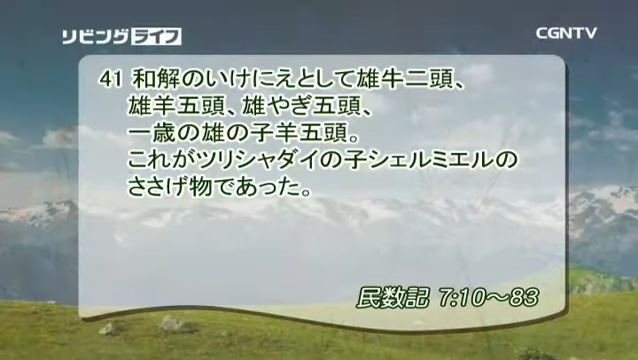 リビングライフ
CGNTV
41 和解のいけにえとして雄牛二頭、
雄羊五頭、雄やぎ五頭、
一歳の雄の子羊五頭。
これがツリシャダイの子シェルミエルの
ささげ物であった。
民数記 7:10〜83